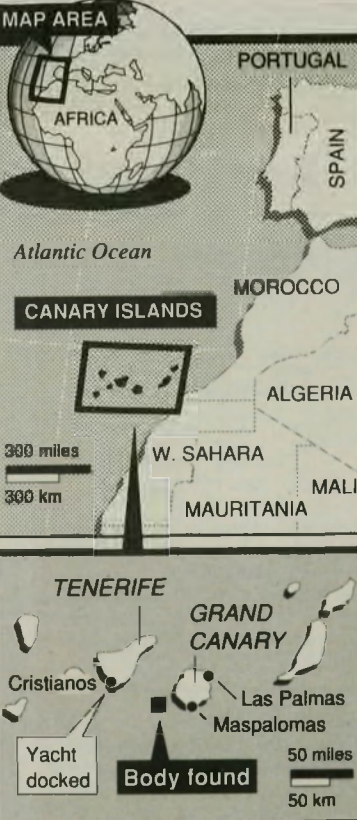 MAP AREA
AFRICA
PORTUGAL
SPAIN
Atlantic Ocean
MOROCCO
CANARY ISLANDS
ALGERIA
300 miles
300 km
W. SAHARA
MALI
MAURITANIA
TENERIFE
GRAND
CANARY
Cristianos
Las Palmas
Maspalomas
Yacht
docked
Body found
50 miles
50 km